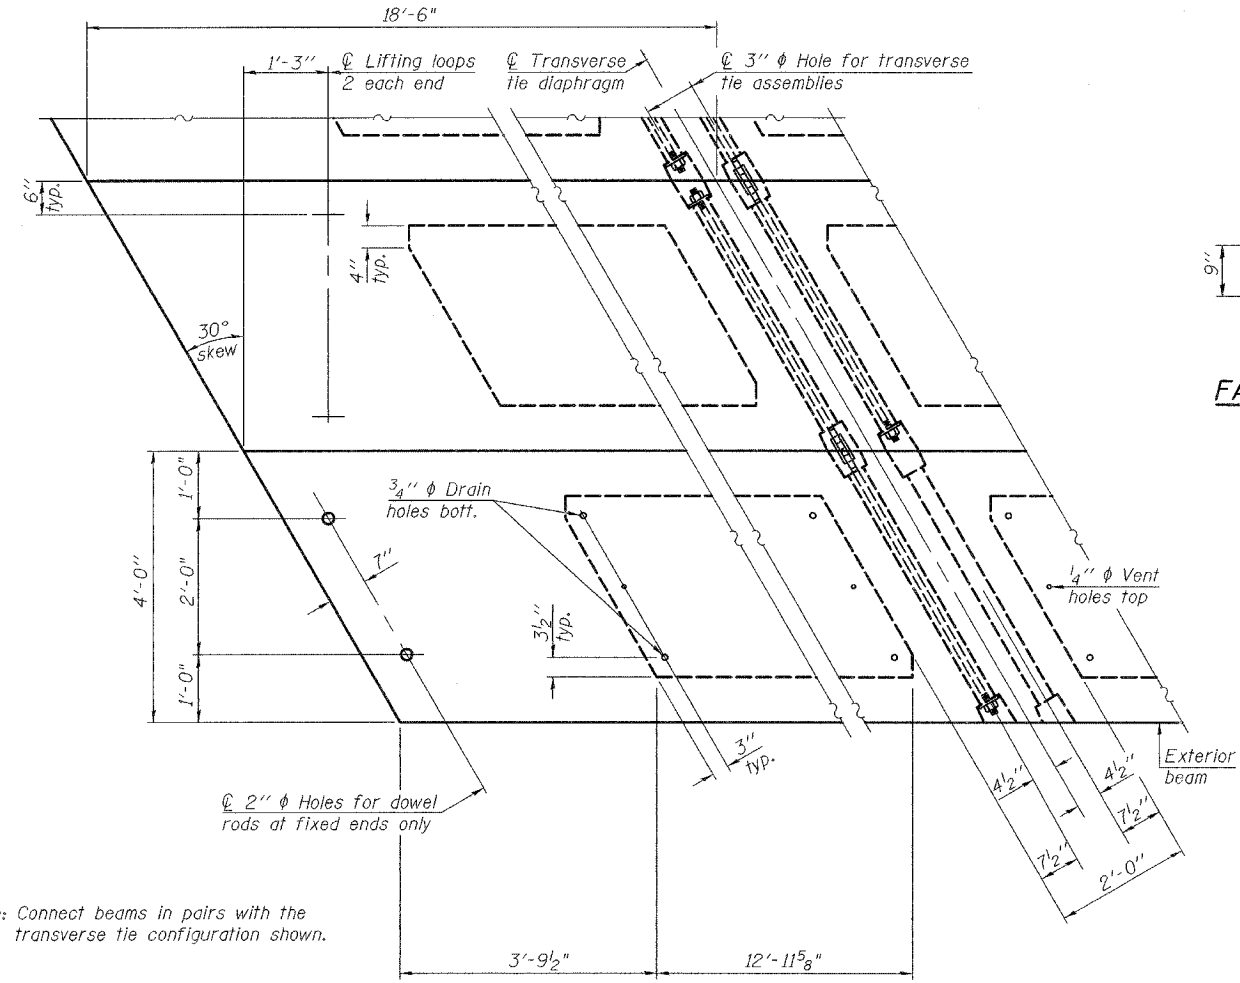 18'-6"
1'-3"
℄ Lifting loops
2 each end
℄ Transverse
tie diaphragm
℄ 3" ϕ Hole for transverse
tie assemblies
6"
typ.
4"
typ.
9"
30°
skew
FA
1'-0"
4'-0"
2'-0"
1'-0"
7"
3/4" ϕ Drain
holes bott.
3 1/2"
typ.
1/4" ϕ Vent
holes top
3"
typ.
Exterior
beam
4 1/2"
4 1/2"
7 1/2"
7 1/2"
2'-0"
℄ 2" ϕ Holes for dowel
rods at fixed ends only
: Connect beams in pairs with the
transverse tie configuration shown.
3'-9 1/2"
12'-11 5/8"